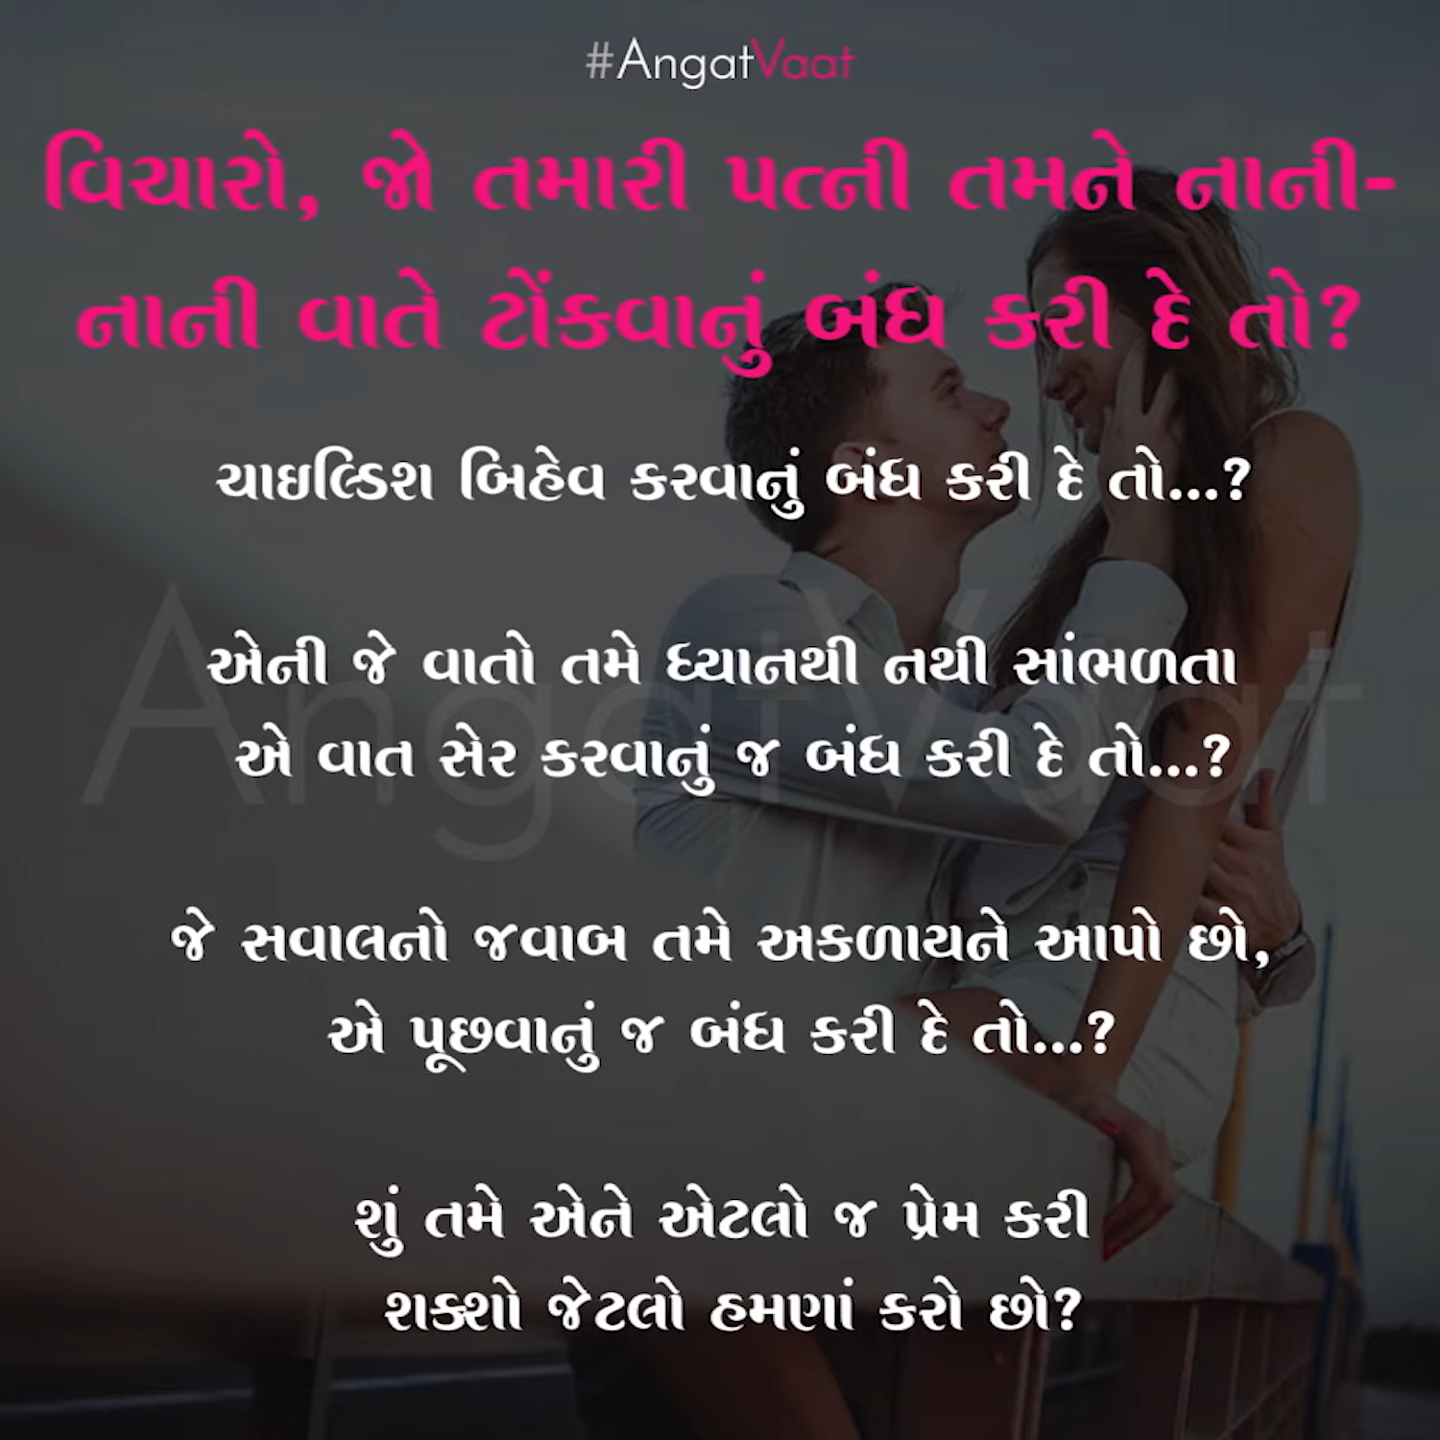 #AngatVaat
વિચારો, જો તમારી પત્ની તમને નાની-
નાની વાતે ટોંકવાનું બંધ કરી દે તો?
ચાઇલ્ડિશ બિહેવ કરવાનું બંધ કરી દે તો...?
એની જે વાતો તમે ધ્યાનથી નથી સાંભળતા
એ વાત સેર કરવાનું જ બંધ કરી દે તો...?
AngatVaat
જે સવાલનો જવાબ તમે અકળાયને આપો છો,
એ પૂછવાનું જ બંધ કરી દે તો...?
શું તમે એને એટલો જ પ્રેમ કરી
શક્શો જેટલો હમણાં કરો છો?